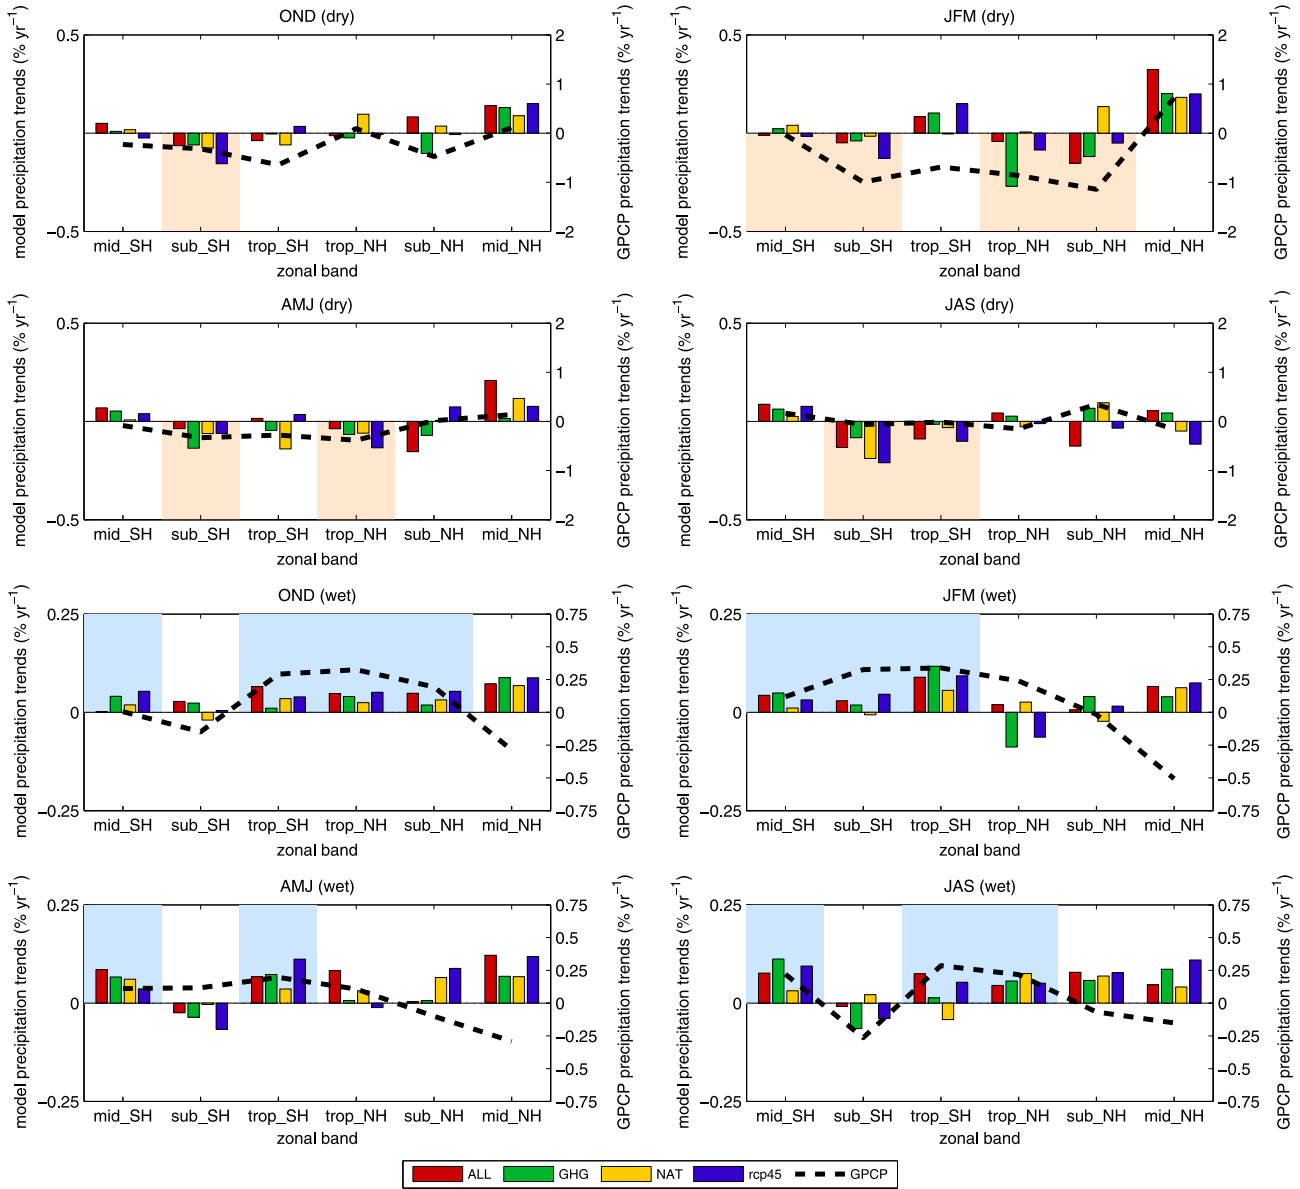 OND (dry)
model precipitation trends (% yr⁻¹)
0.5
0
−0.5
2
1
0
−1
−2
GPCP precipitation trends (% yr⁻¹)
mid_SH sub_SH trop_SH trop_NH sub_NH mid_NH
zonal band
JFM (dry)
model precipitation trends (% yr⁻¹)
0.5
0
−0.5
2
1
0
−1
−2
GPCP precipitation trends (% yr⁻¹)
mid_SH sub_SH trop_SH trop_NH sub_NH mid_NH
zonal band
AMJ (dry)
model precipitation trends (% yr⁻¹)
0.5
0
−0.5
2
1
0
−1
−2
GPCP precipitation trends (% yr⁻¹)
mid_SH sub_SH trop_SH trop_NH sub_NH mid_NH
zonal band
JAS (dry)
model precipitation trends (% yr⁻¹)
0.5
0
−0.5
2
1
0
−1
−2
GPCP precipitation trends (% yr⁻¹)
mid_SH sub_SH trop_SH trop_NH sub_NH mid_NH
zonal band
OND (wet)
model precipitation trends (% yr⁻¹)
0.25
0
−0.25
0.75
0.5
0.25
0
−0.25
−0.5
−0.75
GPCP precipitation trends (% yr⁻¹)
mid_SH sub_SH trop_SH trop_NH sub_NH mid_NH
zonal band
JFM (wet)
model precipitation trends (% yr⁻¹)
0.25
0
−0.25
0.75
0.5
0.25
0
−0.25
−0.5
−0.75
GPCP precipitation trends (% yr⁻¹)
mid_SH sub_SH trop_SH trop_NH sub_NH mid_NH
zonal band
AMJ (wet)
model precipitation trends (% yr⁻¹)
0.25
0
−0.25
0.75
0.5
0.25
0
−0.25
−0.5
−0.75
GPCP precipitation trends (% yr⁻¹)
mid_SH sub_SH trop_SH trop_NH sub_NH mid_NH
zonal band
JAS (wet)
model precipitation trends (% yr⁻¹)
0.25
0
−0.25
0.75
0.5
0.25
0
−0.25
−0.5
−0.75
GPCP precipitation trends (% yr⁻¹)
mid_SH sub_SH trop_SH trop_NH sub_NH mid_NH
zonal band
ALL GHG NAT rcp45 GPCP